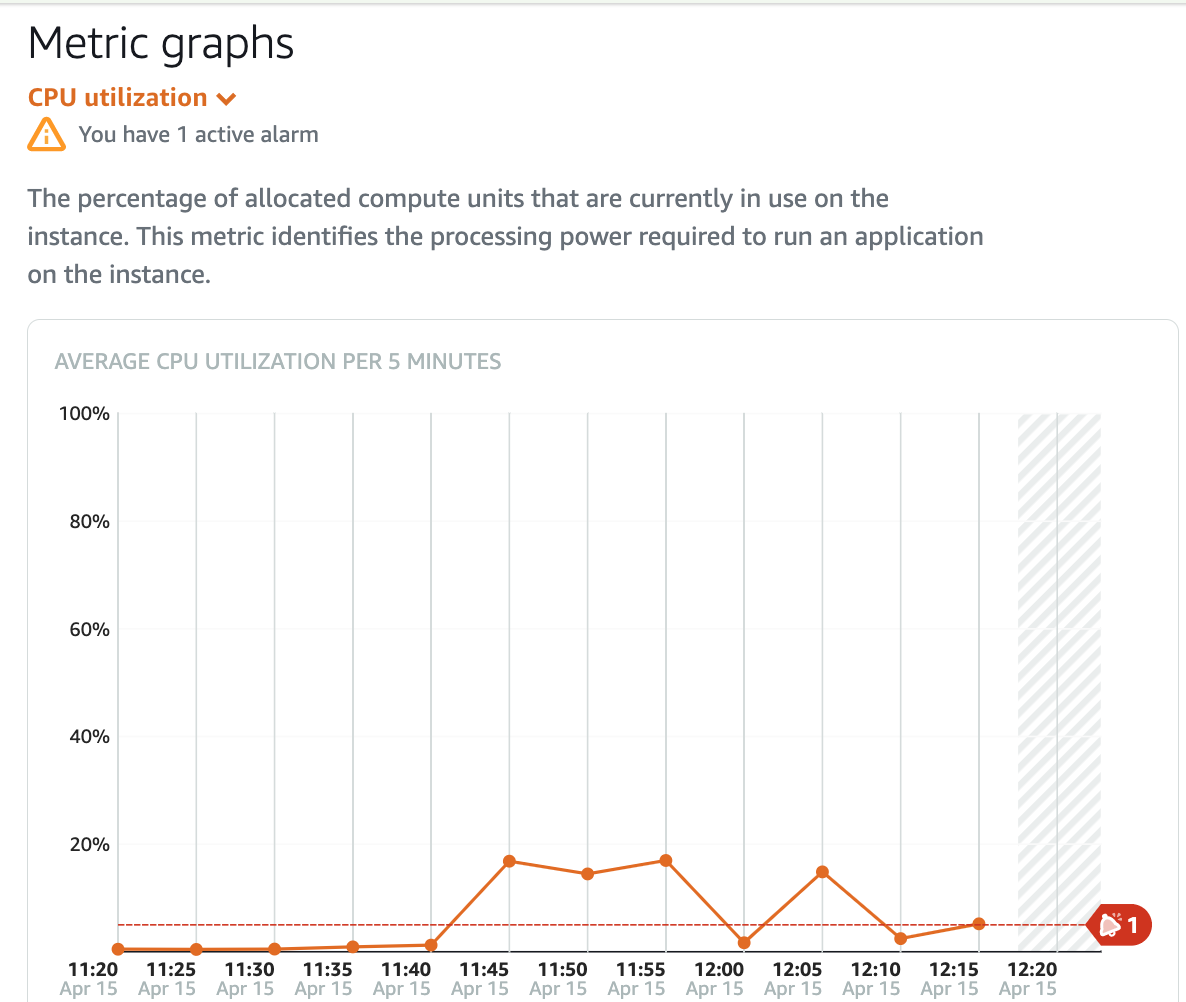 Metric graphs
CPU utilization
You have 1 active alarm
The percentage of allocated compute units that are currently in use on the
instance. This metric identifies the processing power required to run an application
on the instance.
AVERAGE CPU UTILIZATION PER 5 MINUTES
100%
80%
60%
40%
20%
1
11:20 11:25 11:30 11:35 11:40 11:45 11:50 11:55 12:00 12:05 12:10 12:15 12:20
Apr 15 Apr 15 Apr 15 Apr 15 Apr 15 Apr 15 Apr 15 Apr 15 Apr 15 Apr 15 Apr 15 Apr 15 Apr 15